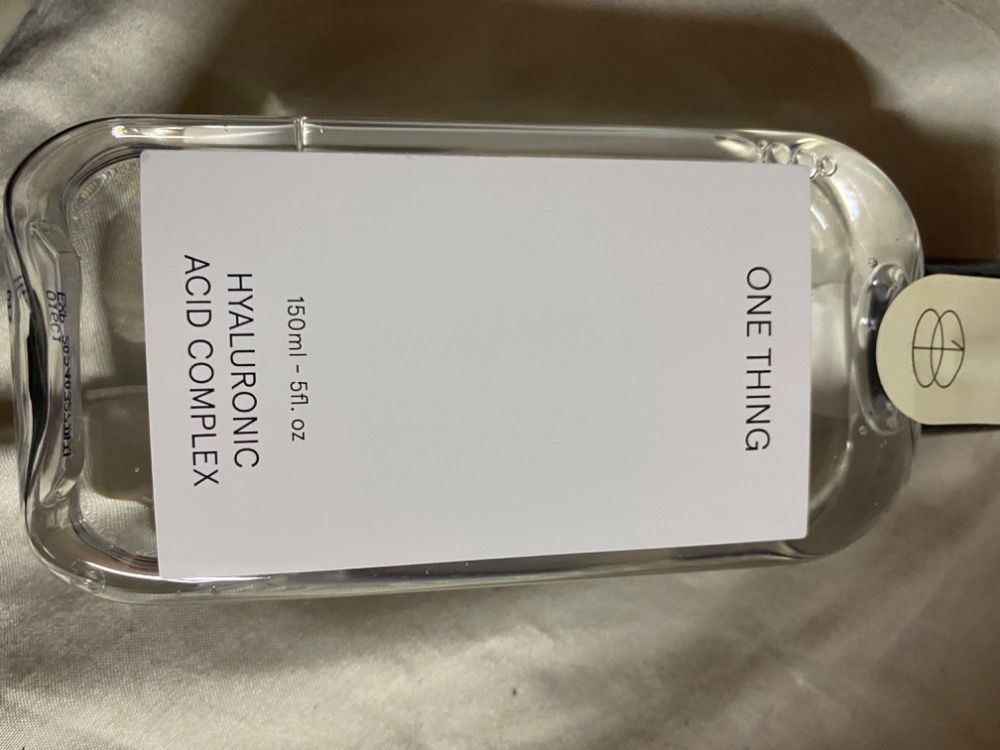 ONE THING
150ml - 5fl. oz
HYALURONIC
ACID COMPLEX